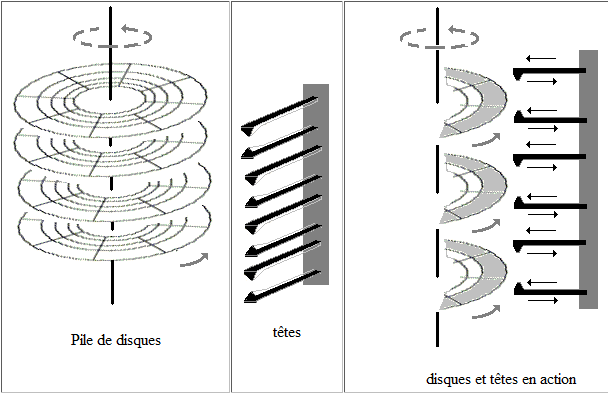 Pile de disques
têtes
disques et têtes en action